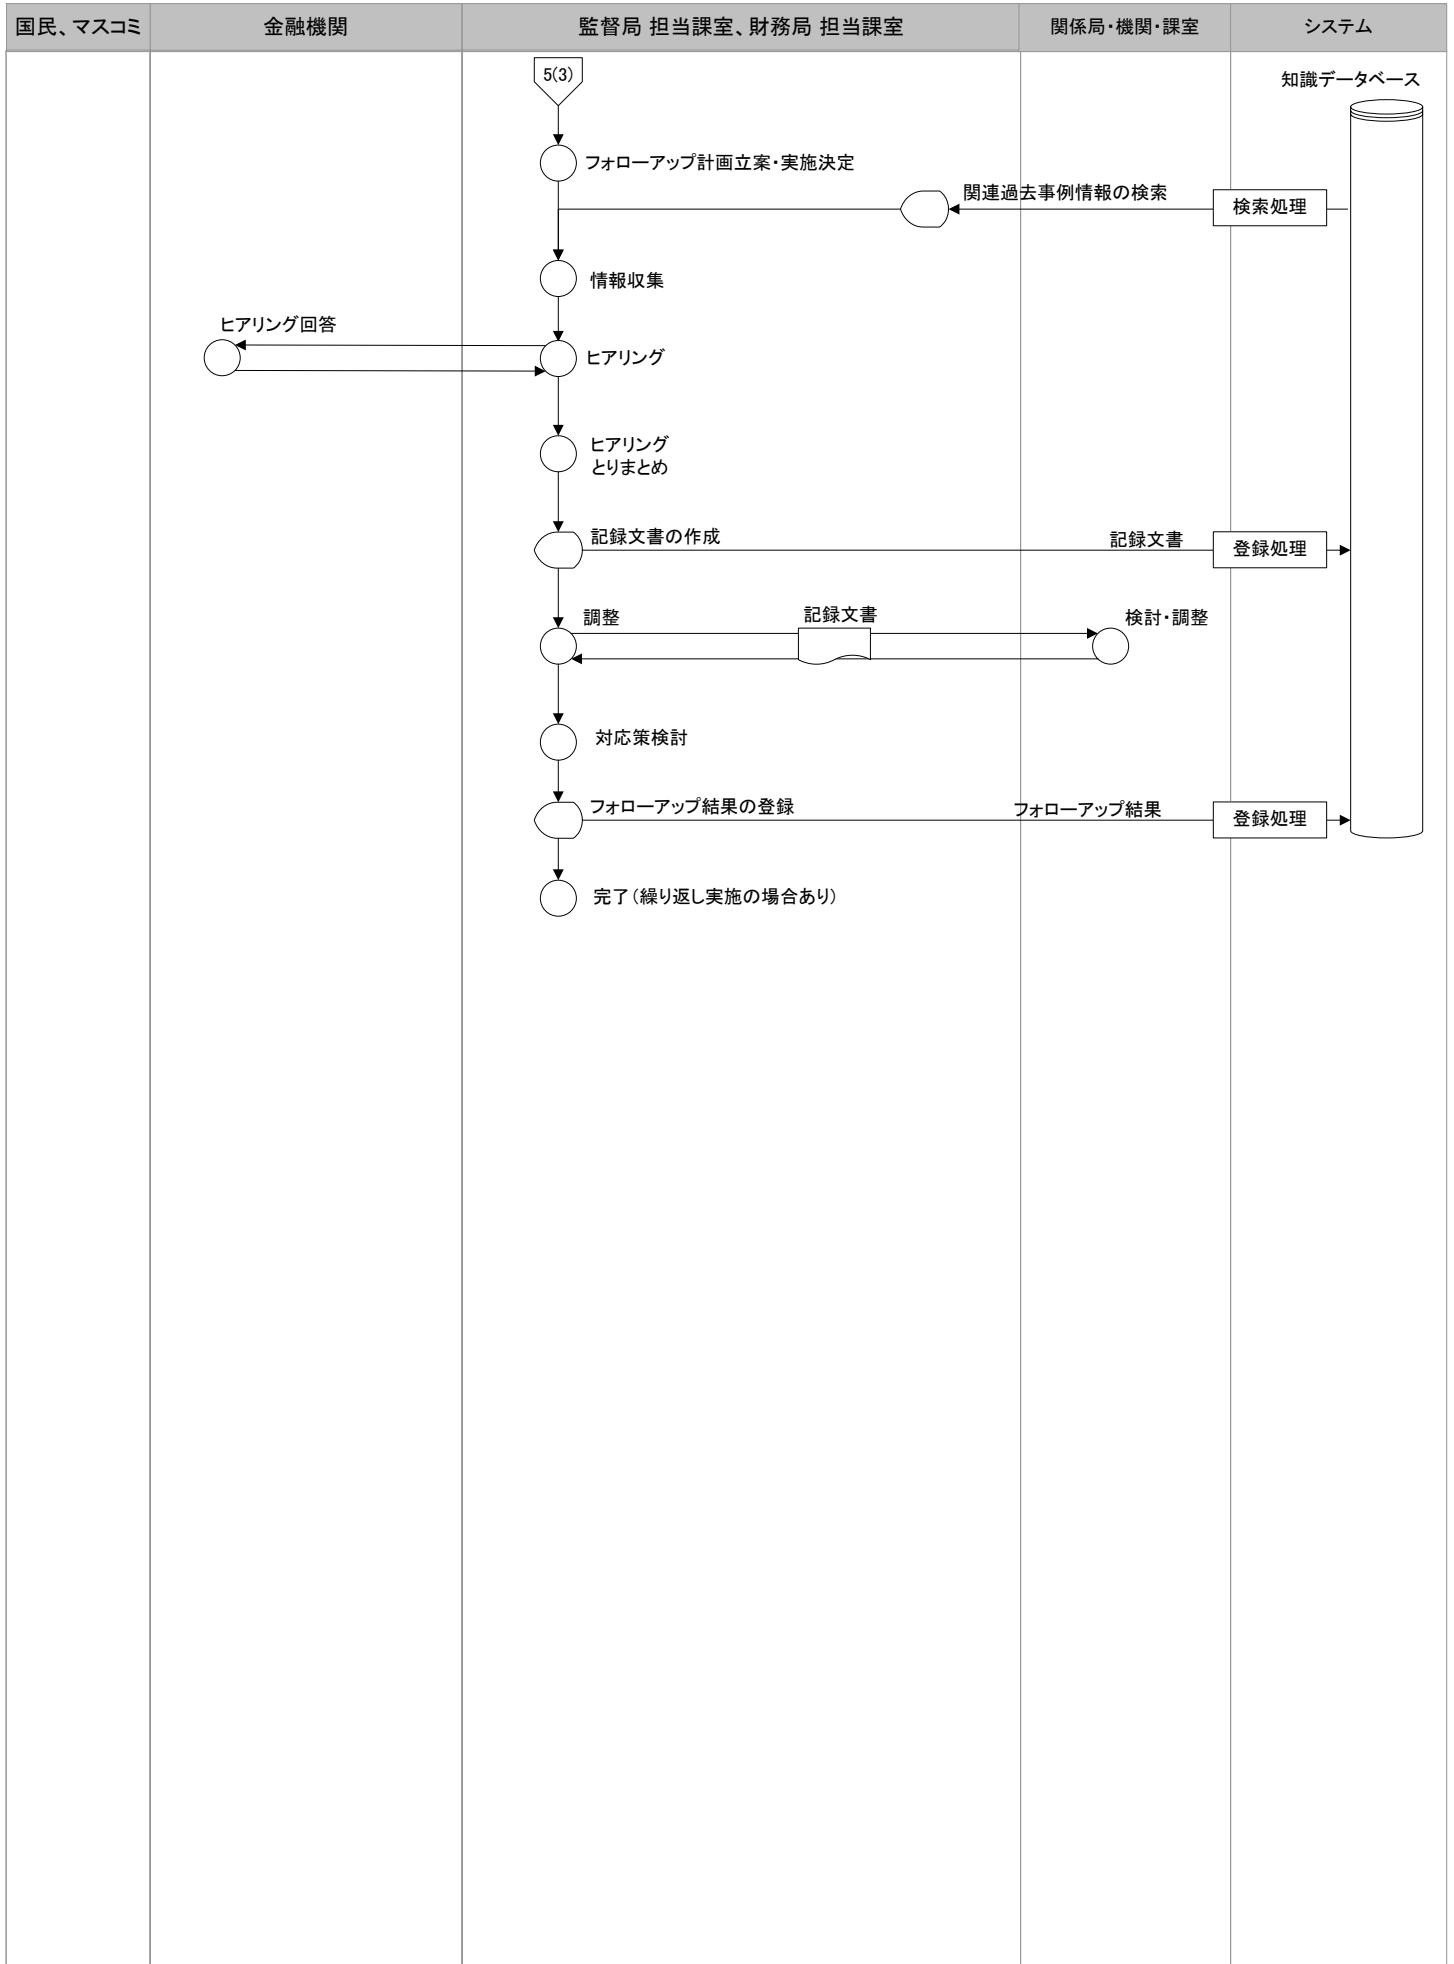 国民、マスコミ
金融機関
監督局 担当課室、財務局 担当課室
関係局・機関・課室
システム
5(3)
知識データベース
フォローアップ計画立案・実施決定
関連過去事例情報の検索
検索処理
情報収集
ヒアリング回答
ヒアリング
ヒアリング
とりまとめ
記録文書の作成
記録文書
登録処理
調整
記録文書
検討・調整
対応策検討
フォローアップ結果の登録
フォローアップ結果
登録処理
完了（繰り返し実施の場合あり）